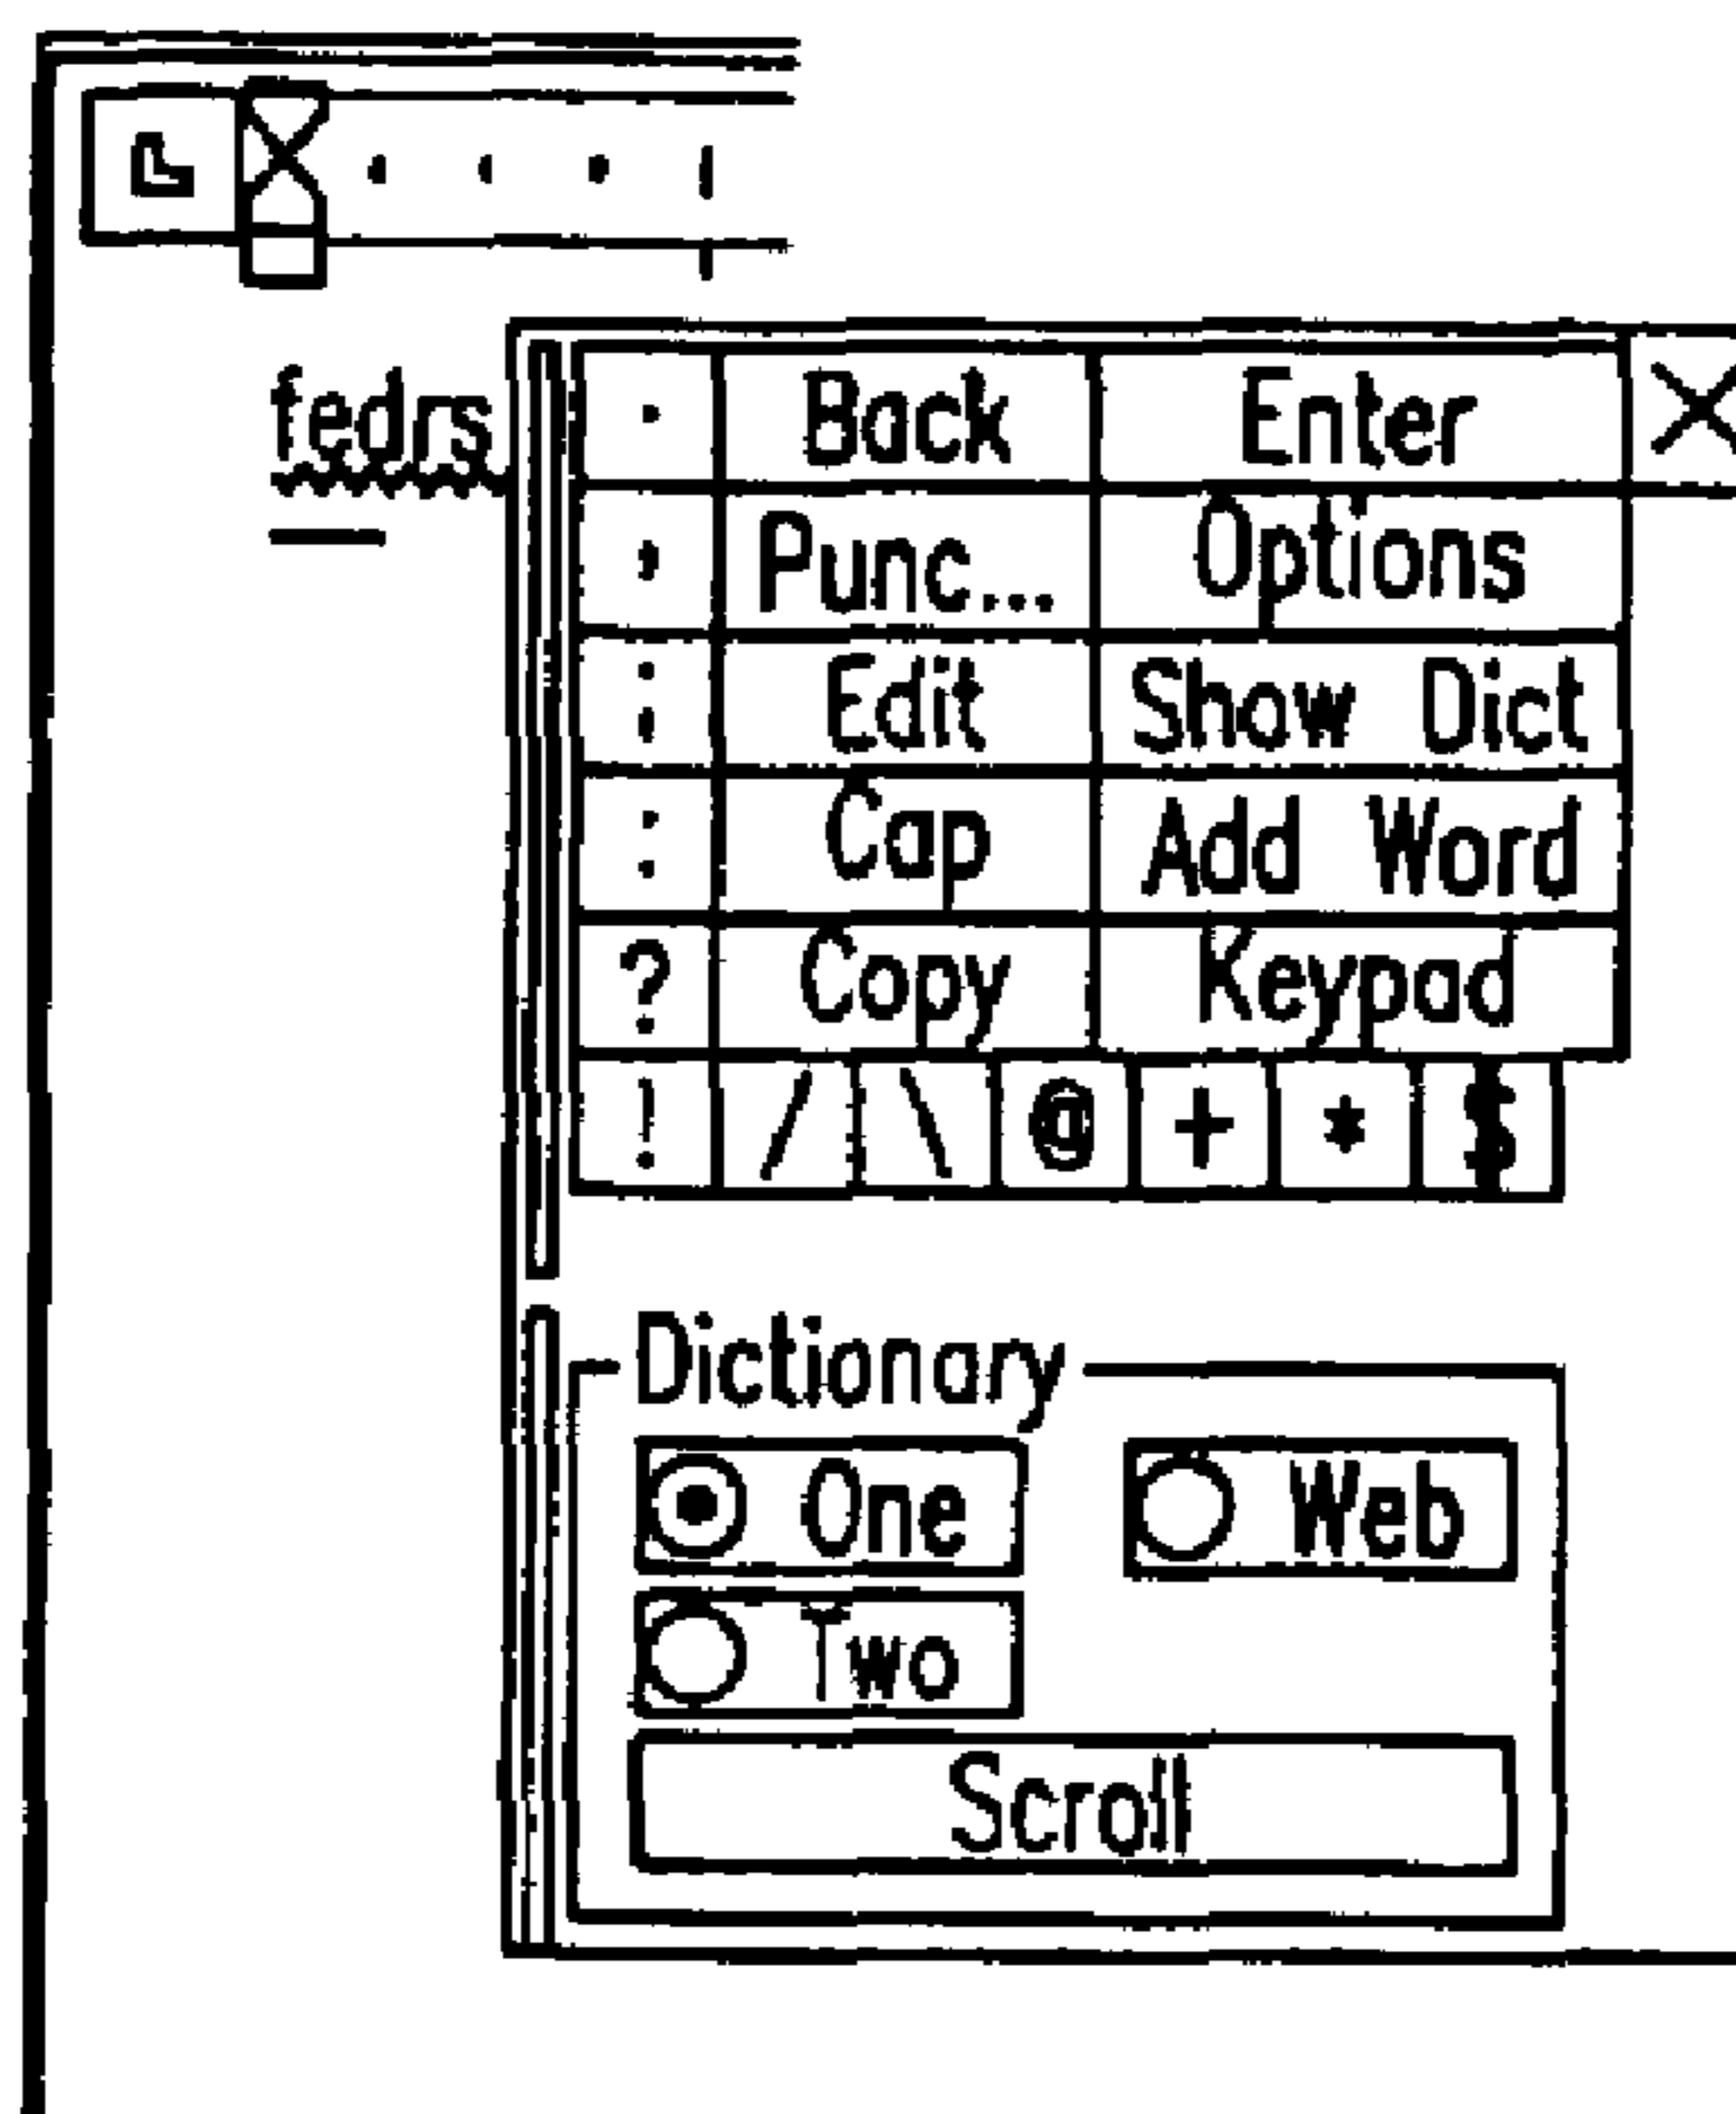 fedrs
. Back Enter X
, Punc... Options
; Edit Show Dict
: Cap Add Word
? Copy Keypad
! / \ @ + * $
Dictionary
One Web
Two
Scroll